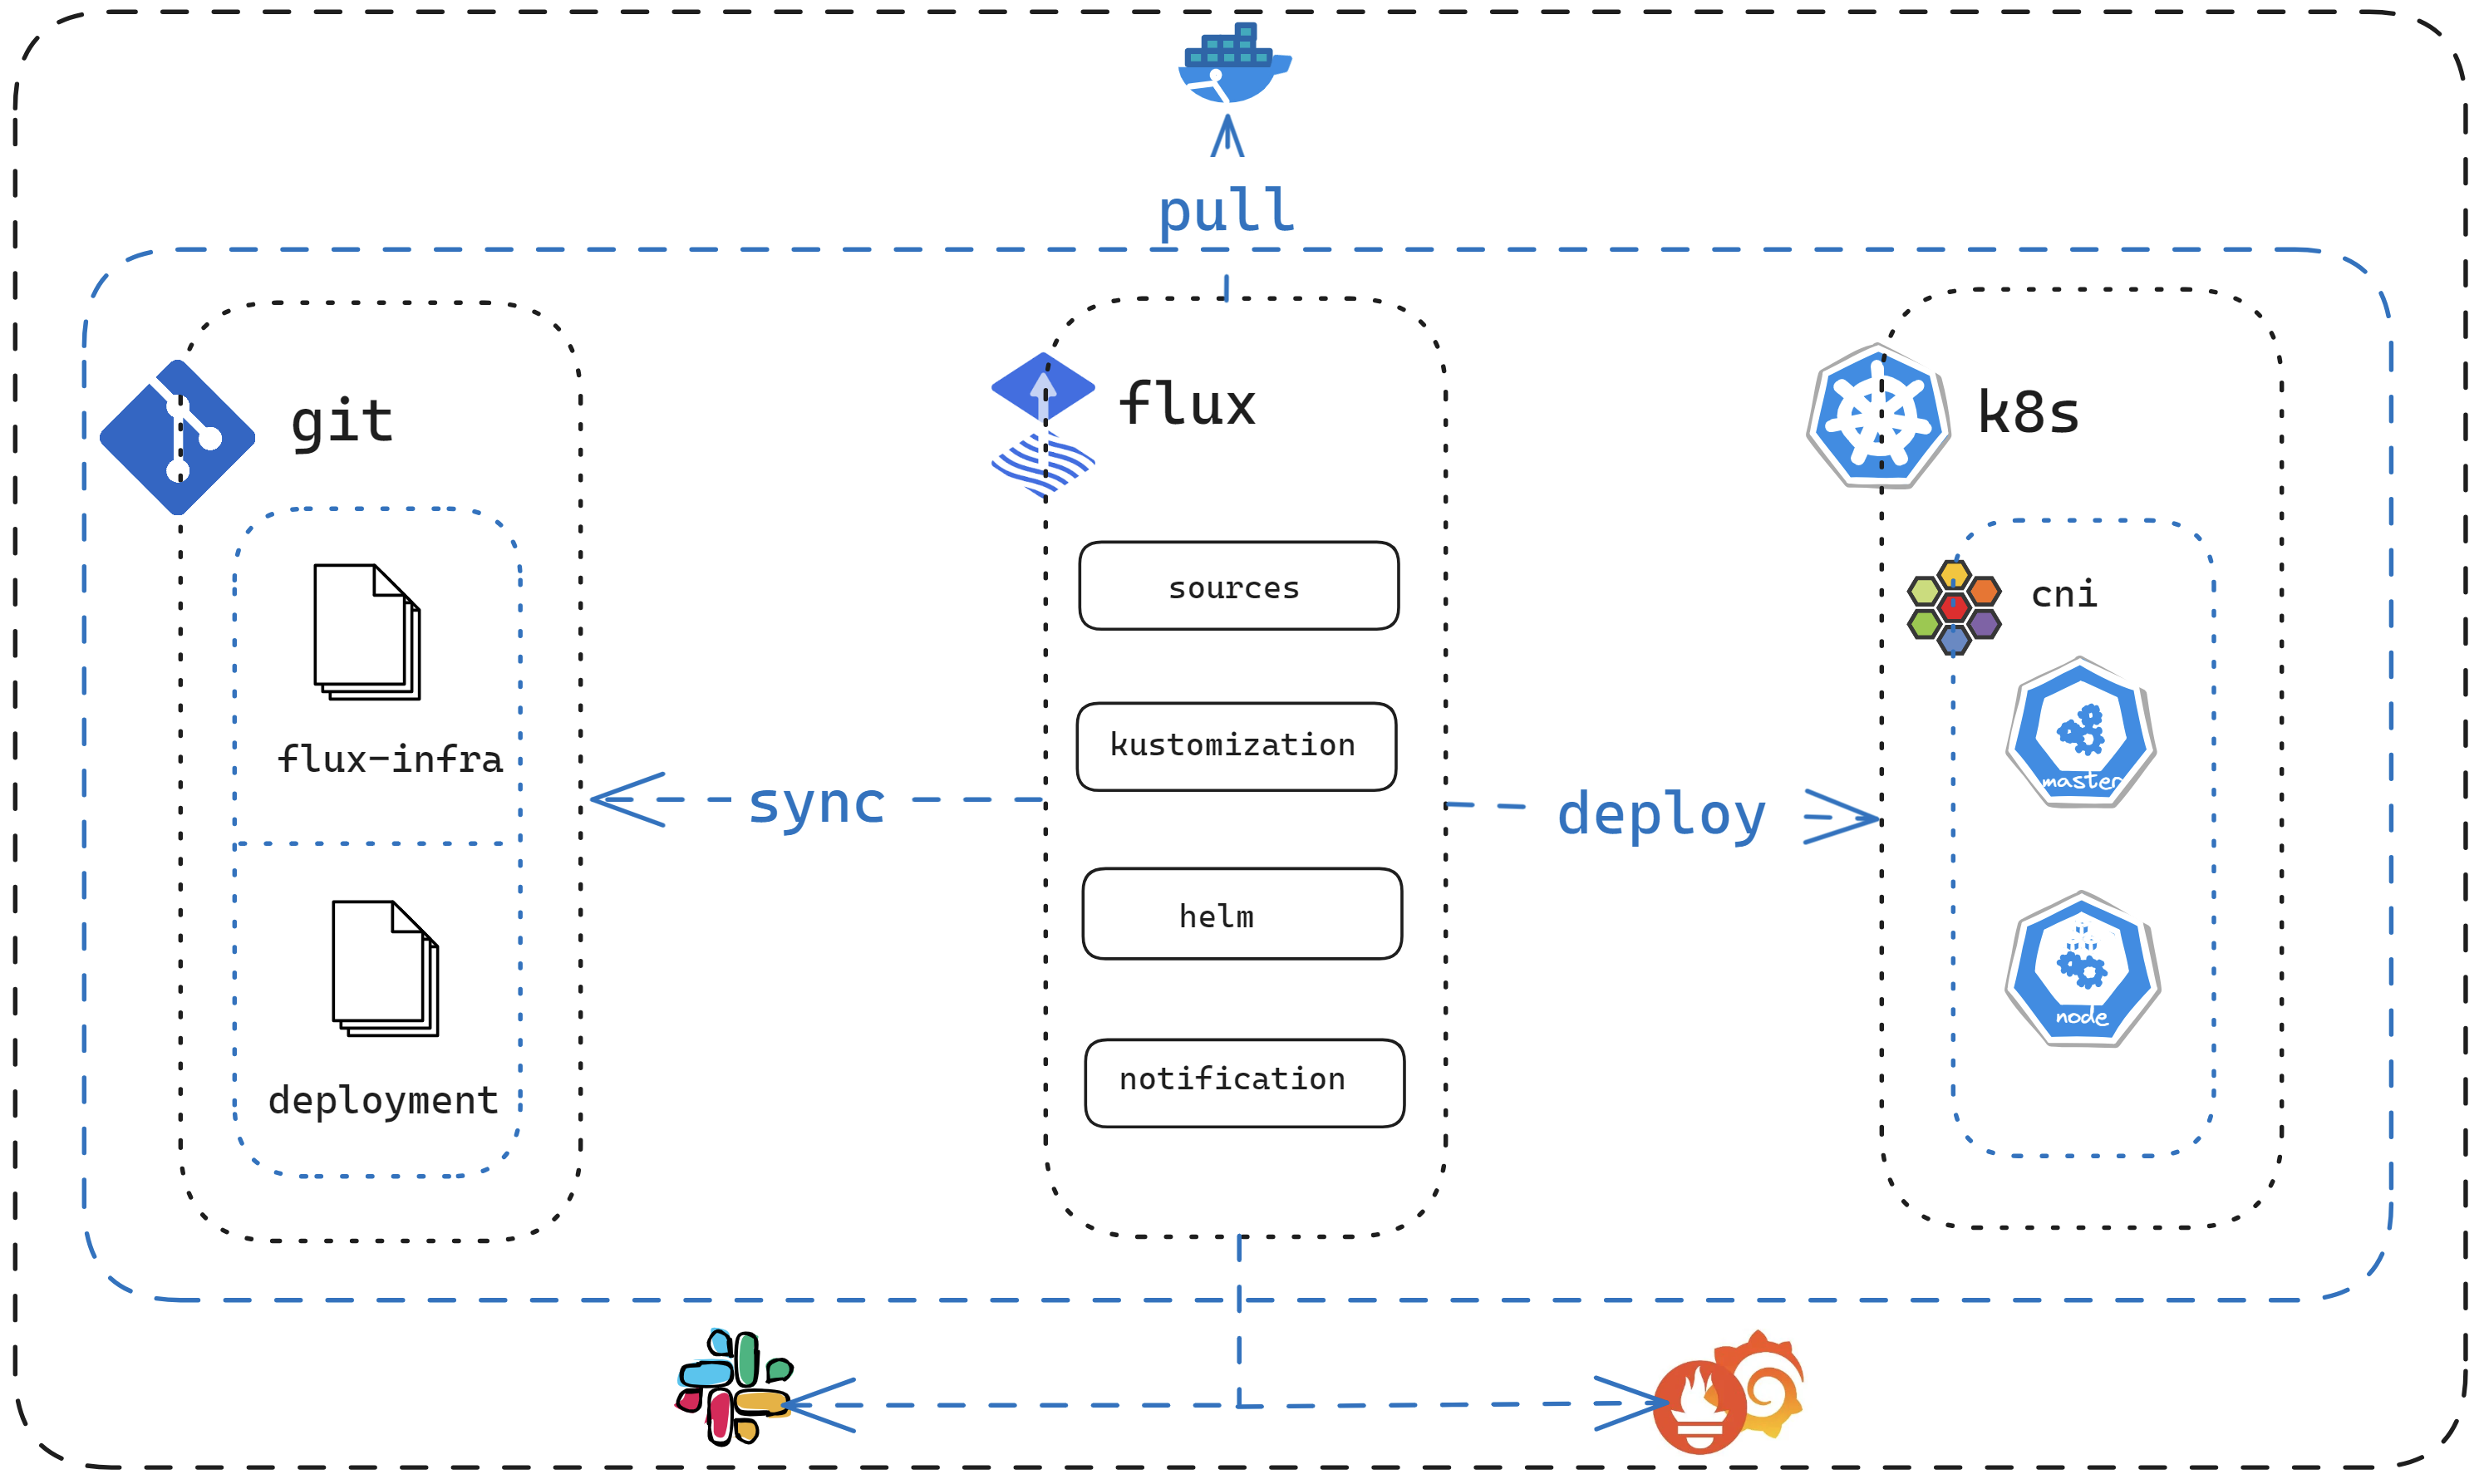 pull
git
flux
k8s
sources
cni
kustomization
flux-infra
master
sync
deploy
helm
node
notification
deployment